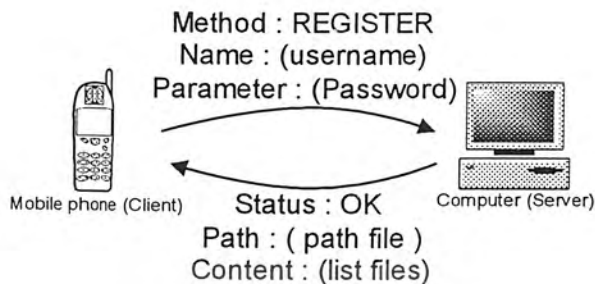 Method : REGISTER
Name : (username)
Parameter : (Password)
Mobile phone (Client)
Computer (Server)
Status : OK
Path : ( path file )
Content : (list files)